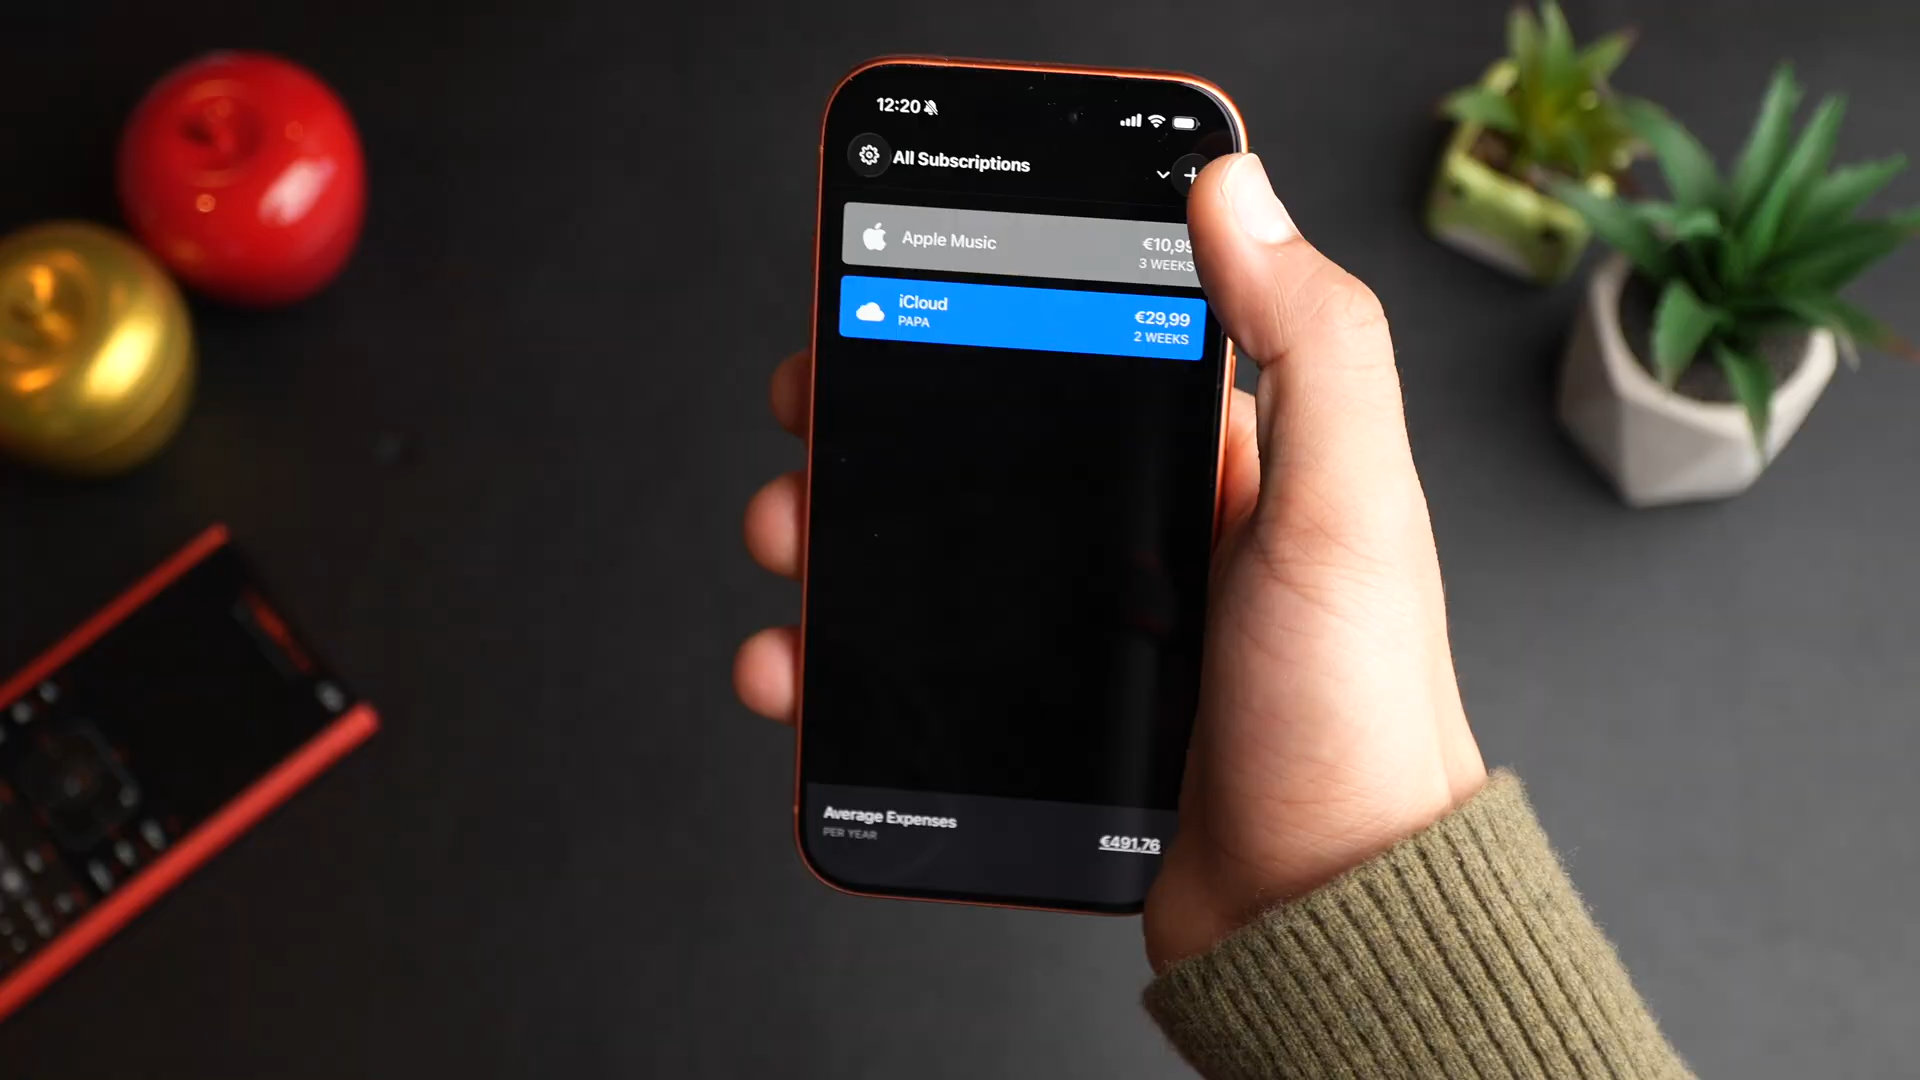 12:20
All Subscriptions
Apple Music
€10,99
3 WEEKS
iCloud
PAPA
€29,99
2 WEEKS
Average Expenses
PER YEAR
€491,76